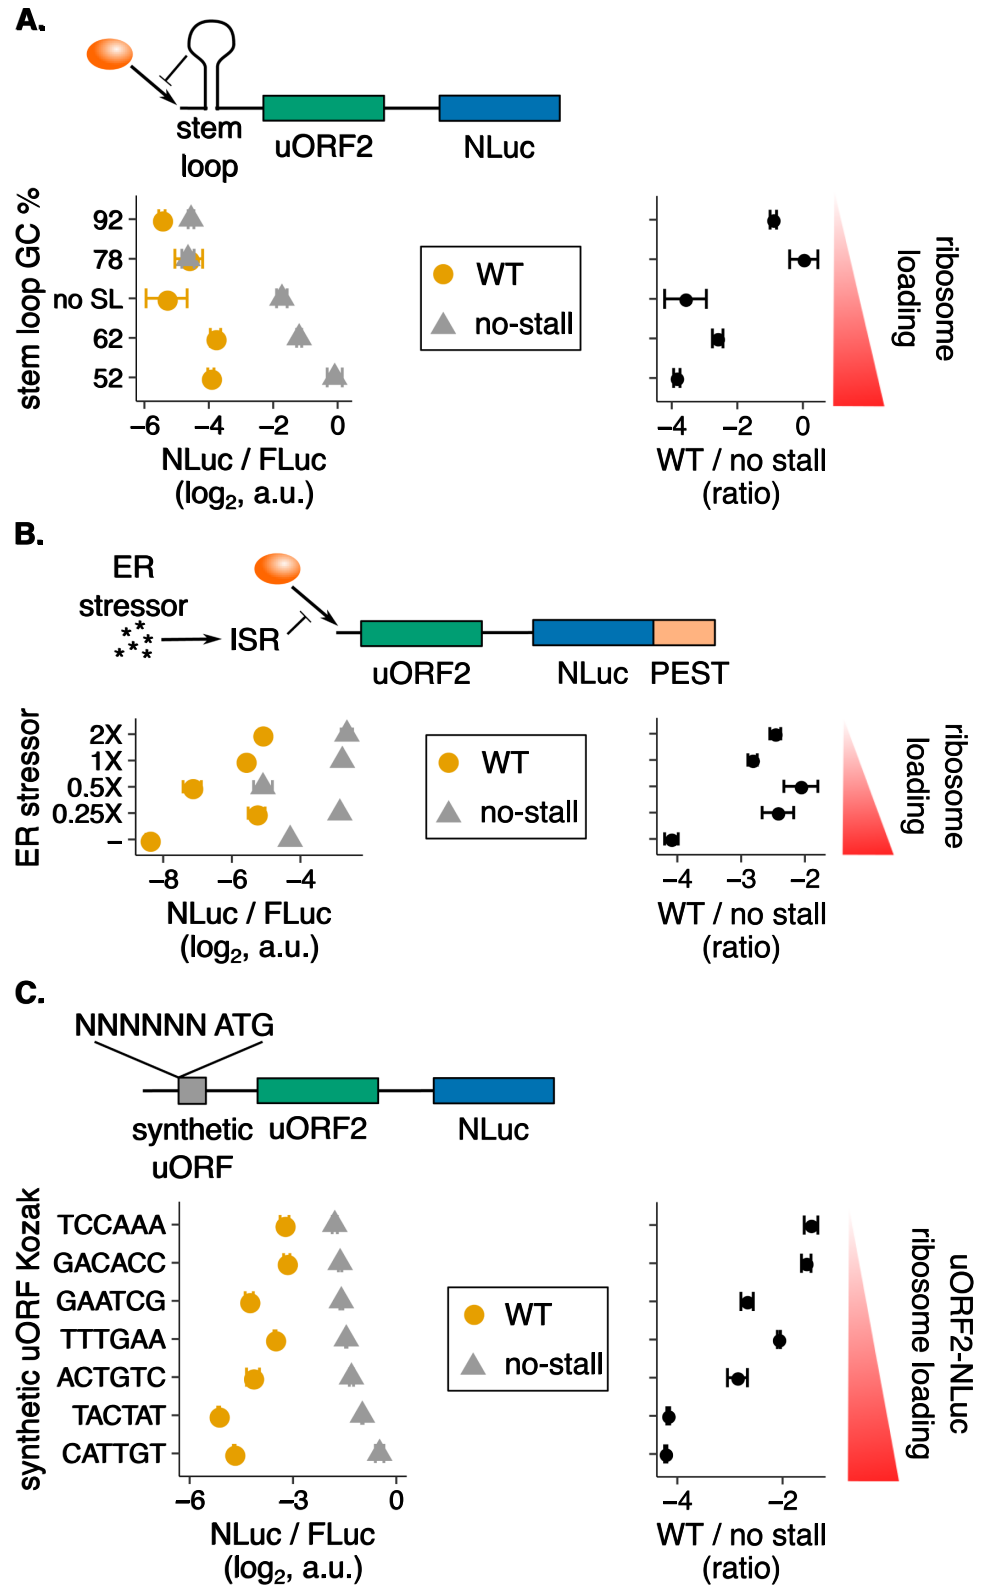 A.
stem
loop
uORF2
NLuc
stem loop GC %
92
78
no SL
62
52
−6 −4 −2 0
NLuc / FLuc
(log2, a.u.)
WT
no-stall
−4 −2 0
WT / no stall
(ratio)
ribosome
loading
B.
ER
stressor
* * * * * *
ISR
uORF2
NLuc
PEST
ER stressor
2X
1X
0.5X
0.25X
−
−8 −6 −4
NLuc / FLuc
(log2, a.u.)
WT
no-stall
−4 −3 −2
WT / no stall
(ratio)
ribosome
loading
C.
NNNNNN ATG
synthetic
uORF
uORF2
NLuc
synthetic uORF Kozak
TCCAAA
GACACC
GAATCG
TTTGAA
ACTGTC
TACTAT
CATTGT
−6 −3 0
NLuc / FLuc
(log2, a.u.)
WT
no-stall
−4 −2
WT / no stall
(ratio)
uORF2-NLuc
ribosome loading